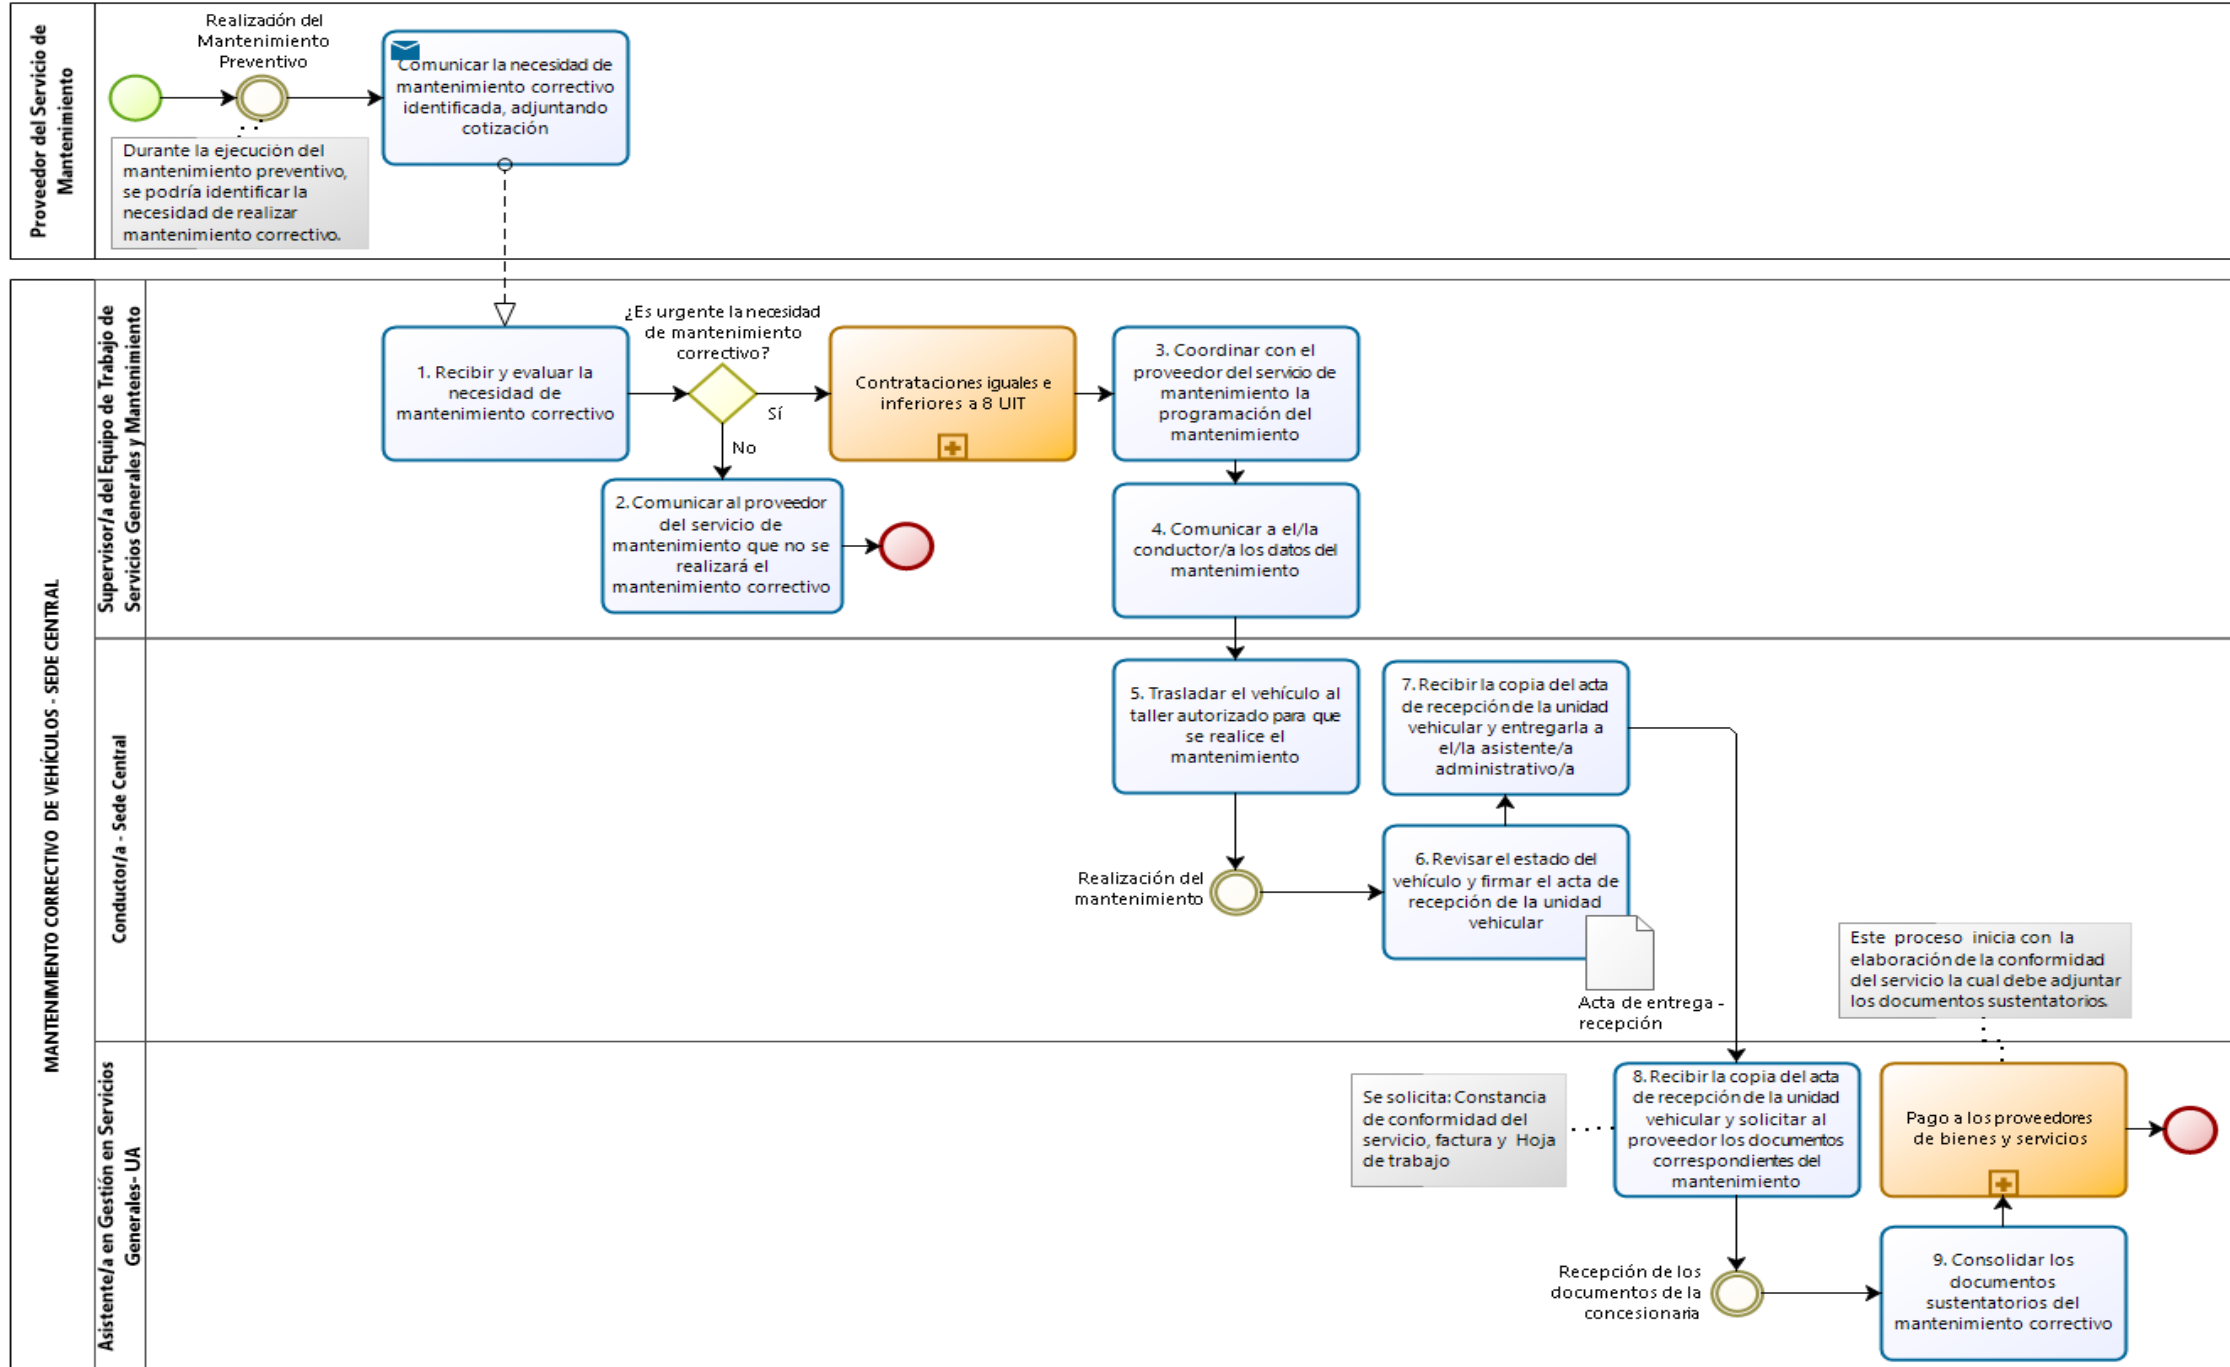 Proveedor del Servicio de
Mantenimiento
Realización del
Mantenimiento
Preventivo
Durante la ejecución del
mantenimiento preventivo,
se podría identificar la
necesidad de realizar
mantenimiento correctivo.
Comunicar la necesidad de
mantenimiento correctivo
identificada, adjuntando
cotización
MANTENIMIENTO CORRECTIVO DE VEHÍCULOS - SEDE CENTRAL
Supervisor/a del Equipo de Trabajo de
Servicios Generales y Mantenimiento
1. Recibir y evaluar la
necesidad de
mantenimiento correctivo
¿Es urgente la necesidad
de mantenimiento
correctivo?
Sí
No
2. Comunicar al proveedor
del servicio de
mantenimiento que no se
realizará el
mantenimiento correctivo
Contrataciones iguales e
inferiores a 8 UIT
3. Coordinar con el
proveedor del servicio de
mantenimiento la
programación del
mantenimiento
4. Comunicar a el/la
conductor/a los datos del
mantenimiento
Conductor/a - Sede Central
5. Trasladar el vehículo al
taller autorizado para que
se realice el
mantenimiento
Realización del
mantenimiento
6. Revisar el estado del
vehículo y firmar el acta de
recepción de la unidad
vehicular
Acta de entrega -
recepción
7. Recibir la copia del acta
de recepción de la unidad
vehicular y entregarla a
el/la asistente/a
administrativo/a
Asistente/a en Gestión en Servicios
Generales- UA
Se solicita: Constancia
de conformidad del
servicio, factura y Hoja
de trabajo
8. Recibir la copia del acta
de recepción de la unidad
vehicular y solicitar al
proveedor los documentos
correspondientes del
mantenimiento
Recepción de los
documentos de la
concesionaria
9. Consolidar los
documentos
sustentatorios del
mantenimiento correctivo
Pago a los proveedores
de bienes y servicios
Este proceso inicia con la
elaboración de la conformidad
del servicio la cual debe adjuntar
los documentos sustentatorios.